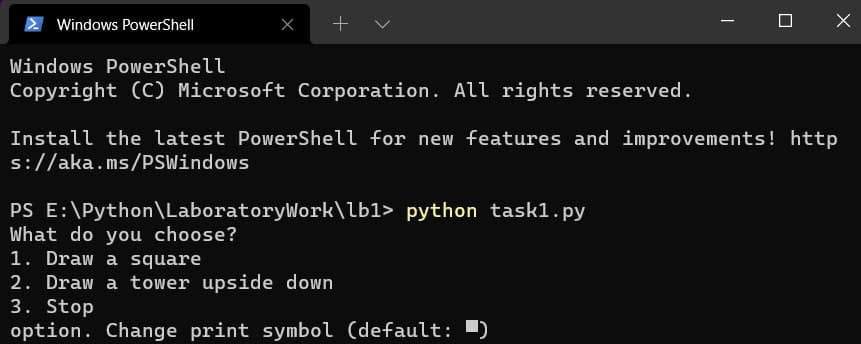 Windows PowerShell
Windows PowerShell
Copyright (C) Microsoft Corporation. All rights reserved.
Install the latest PowerShell for new features and improvements! http
s://aka.ms/PSWindows
PS E:\Python\LaboratoryWork\lb1> python task1.py
What do you choose?
1. Draw a square
2. Draw a tower upside down
3. Stop
option. Change print symbol (default: ■)